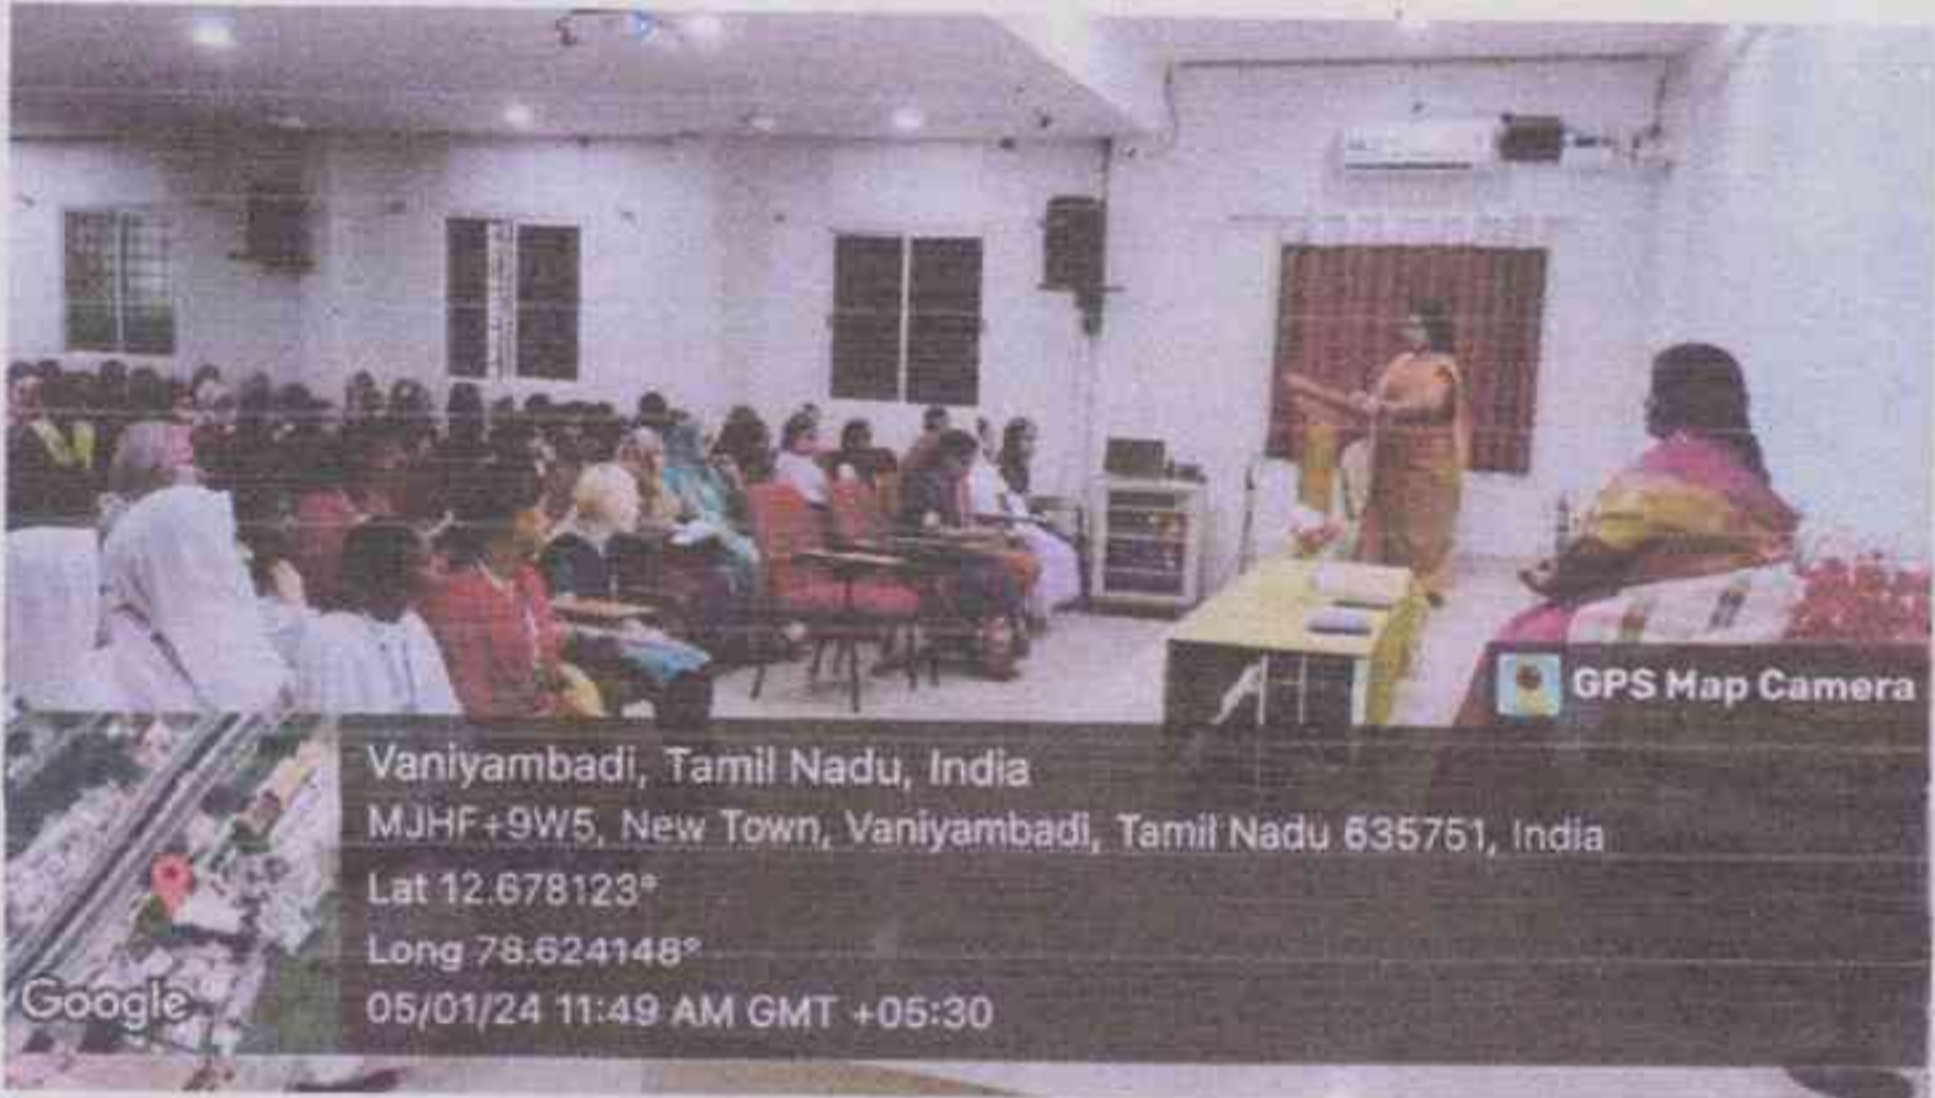 GPS Map Camera
Vaniyambadi, Tamil Nadu, India
MJHF+9W5, New Town, Vaniyambadi, Tamil Nadu 635751, India
Lat 12.678123°
Long 78.624148°
05/01/24 11:49 AM GMT +05:30
Google